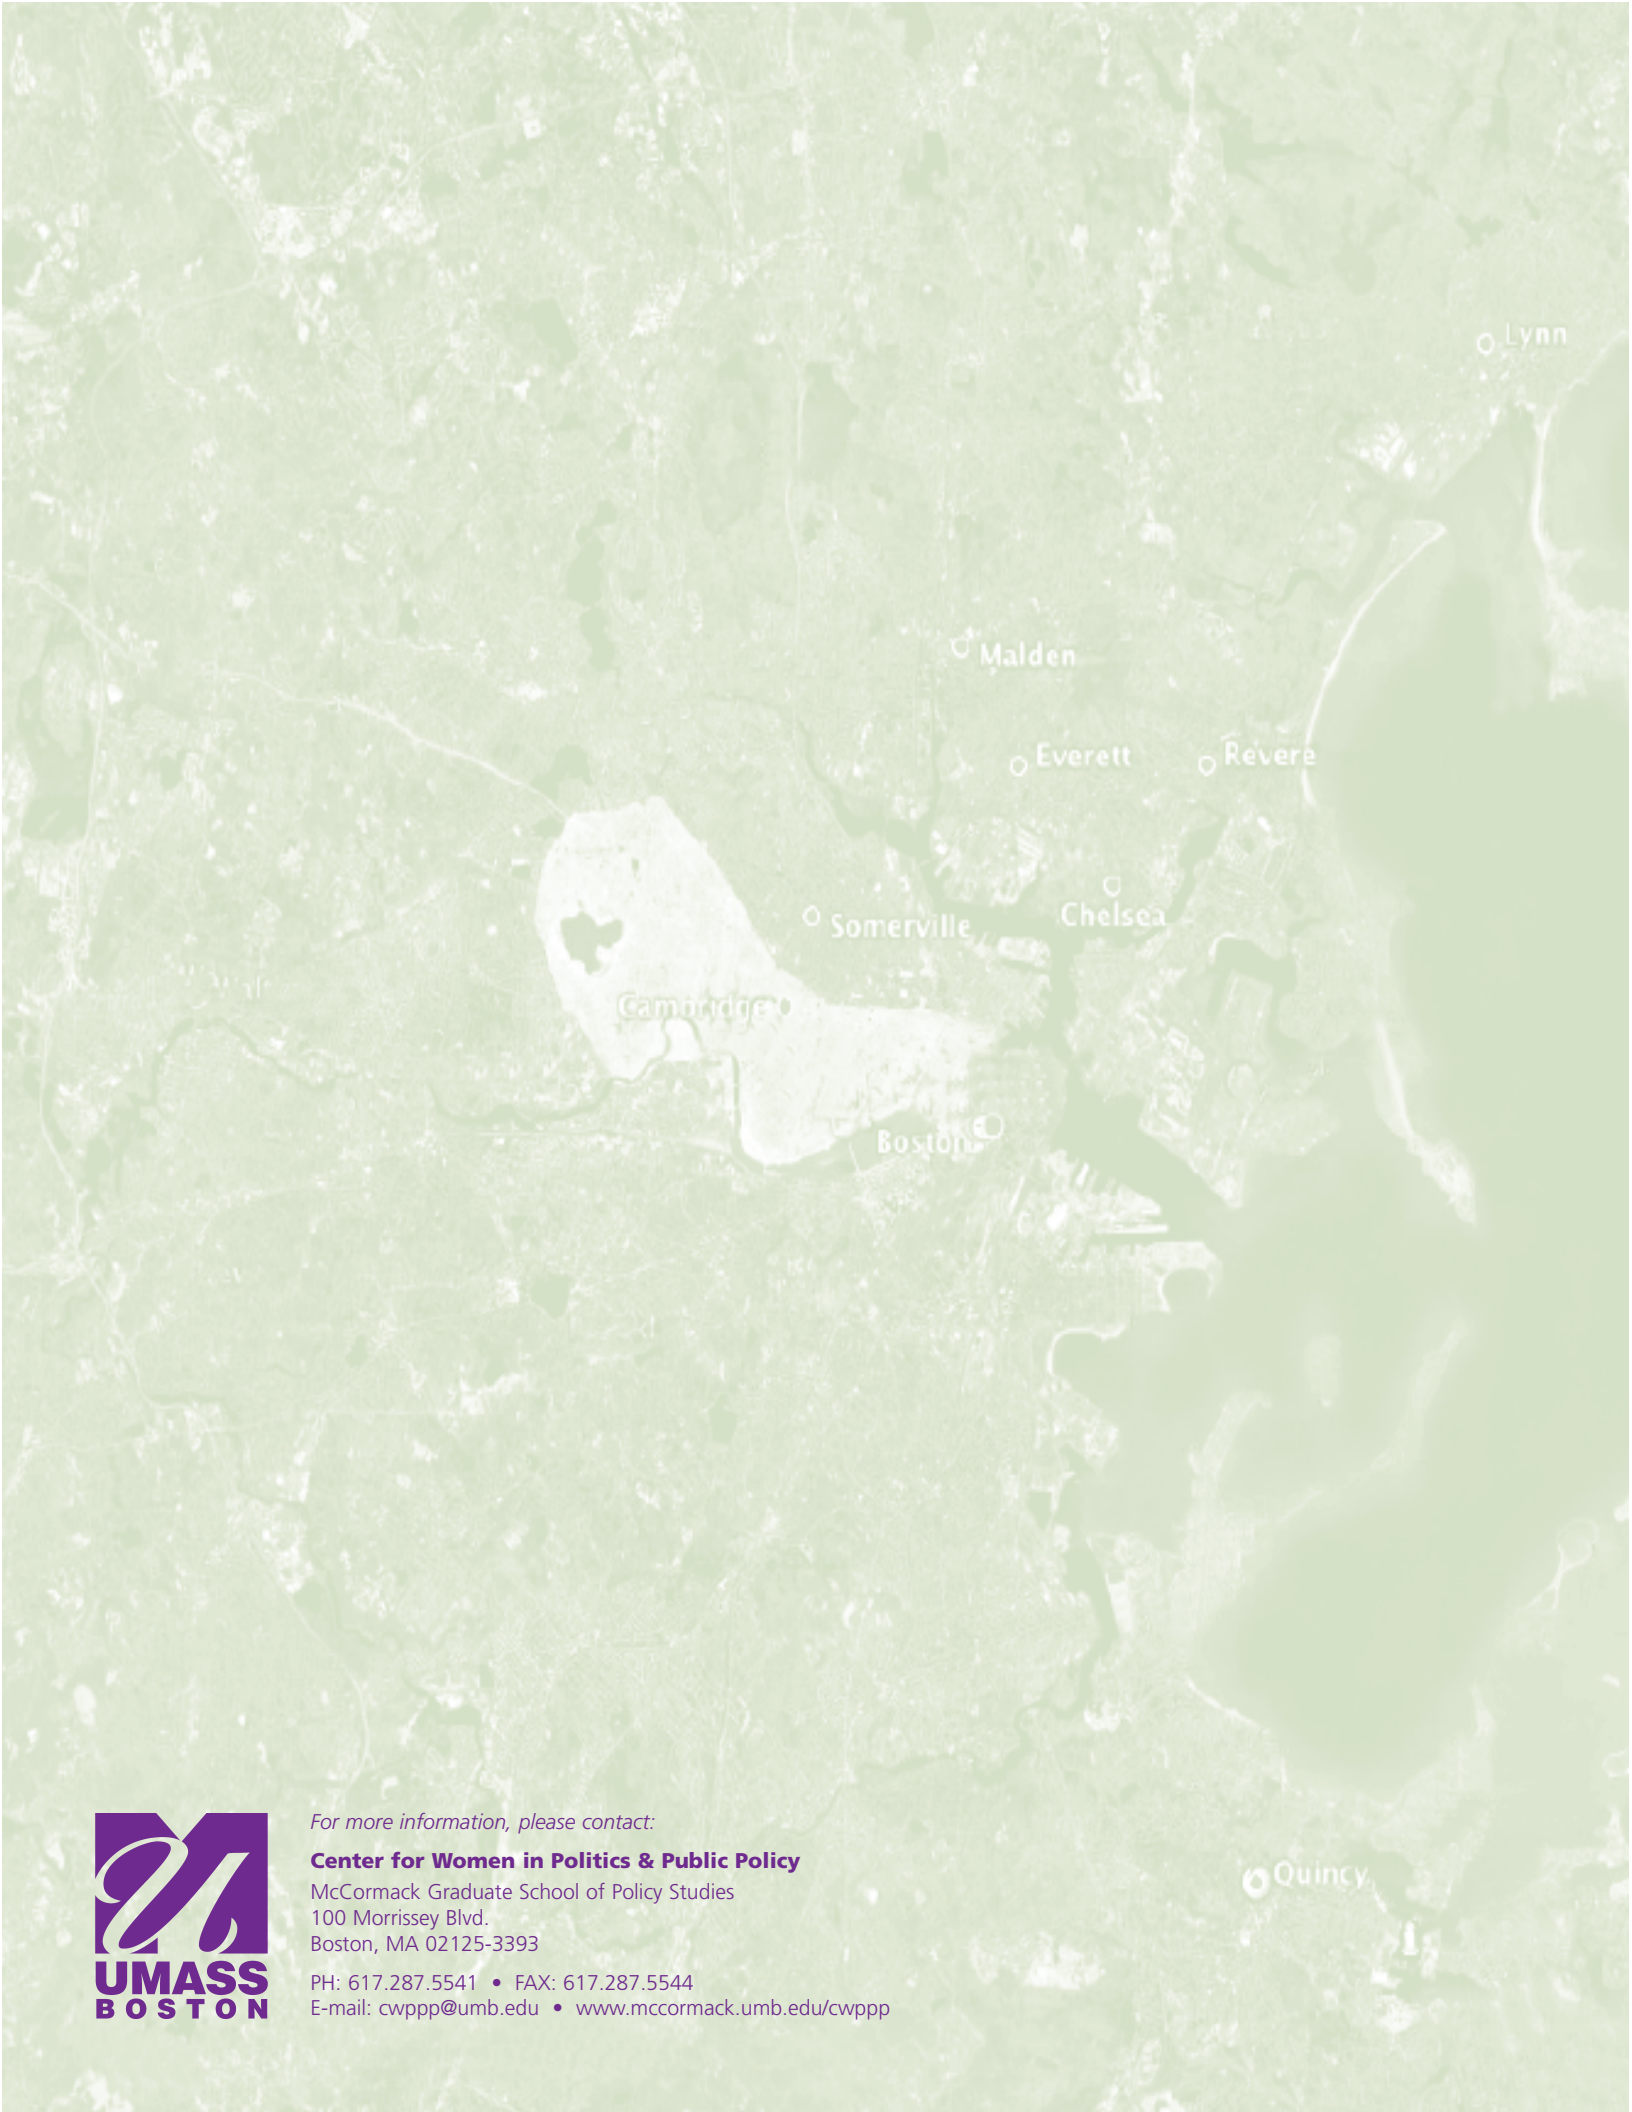 Lynn
Malden
Everett
Revere
Chelsea
Somerville
Cambridge
Boston
Quincy
For more information, please contact:
Center for Women in Politics & Public Policy
McCormack Graduate School of Policy Studies
100 Morrissey Blvd.
Boston, MA 02125-3393
PH: 617.287.5541 • FAX: 617.287.5544
E-mail: cwppp@umb.edu • www.mccormack.umb.edu/cwppp
UMASS
BOSTON